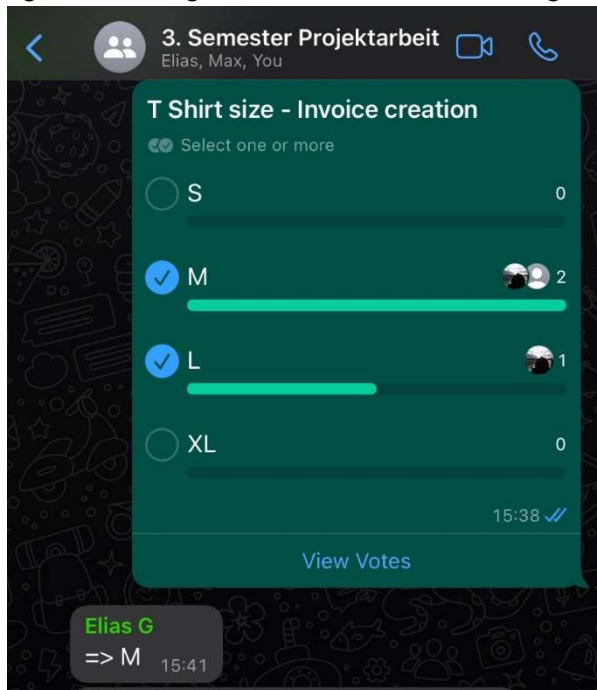 3. Semester Projektarbeit
Elias, Max, You
T Shirt size - Invoice creation
Select one or more
S 0
M 2
L 1
XL 0
15:38
View Votes
Elias G
=> M 15:41